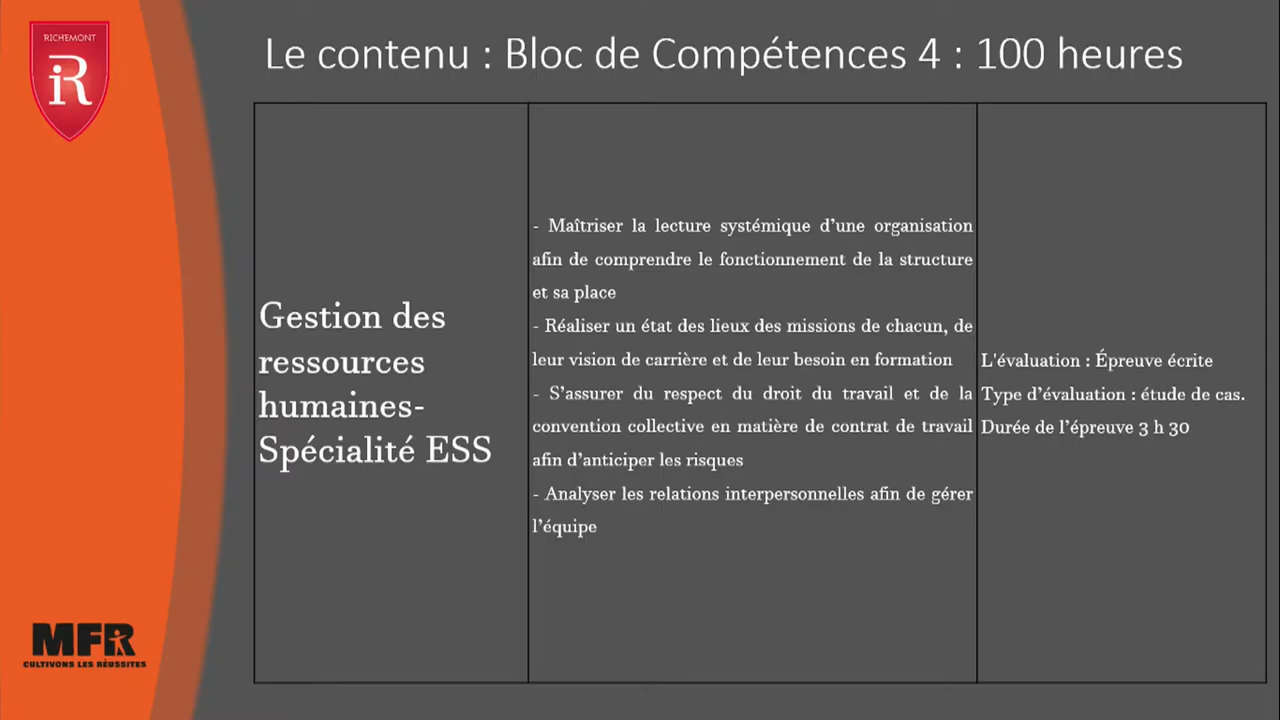 RICHEMONT
iR
Le contenu : Bloc de Compétences 4 : 100 heures
Gestion des
ressources
humaines-
Spécialité ESS
- Maîtriser la lecture systémique d’une organisation
afin de comprendre le fonctionnement de la structure
et sa place
- Réaliser un état des lieux des missions de chacun, de
leur vision de carrière et de leur besoin en formation
- S’assurer du respect du droit du travail et de la
convention collective en matière de contrat de travail
afin d’anticiper les risques
- Analyser les relations interpersonnelles afin de gérer
l’équipe
L'évaluation : Épreuve écrite
Type d’évaluation : étude de cas.
Durée de l’épreuve 3 h 30
MFR
CULTIVONS LES RÉUSSITES